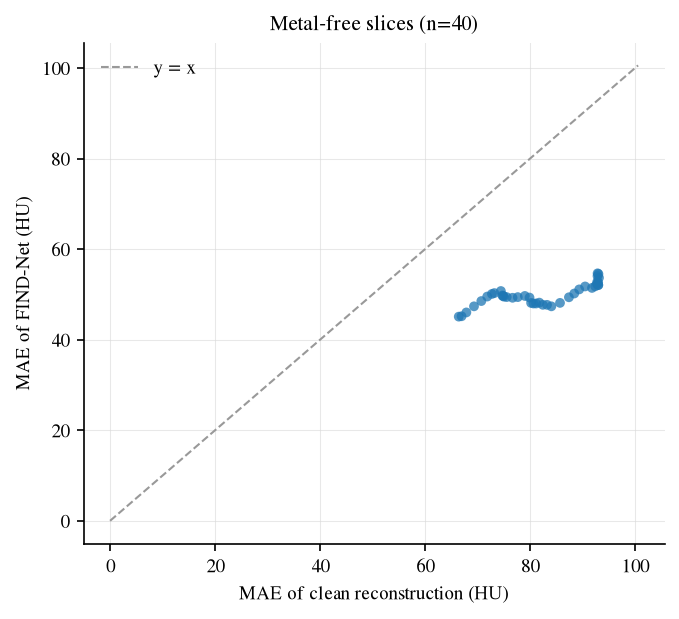 Metal-free slices (n=40)
y = x
100
80
60
40
20
0
MAE of FIND-Net (HU)
0 20 40 60 80 100
MAE of clean reconstruction (HU)